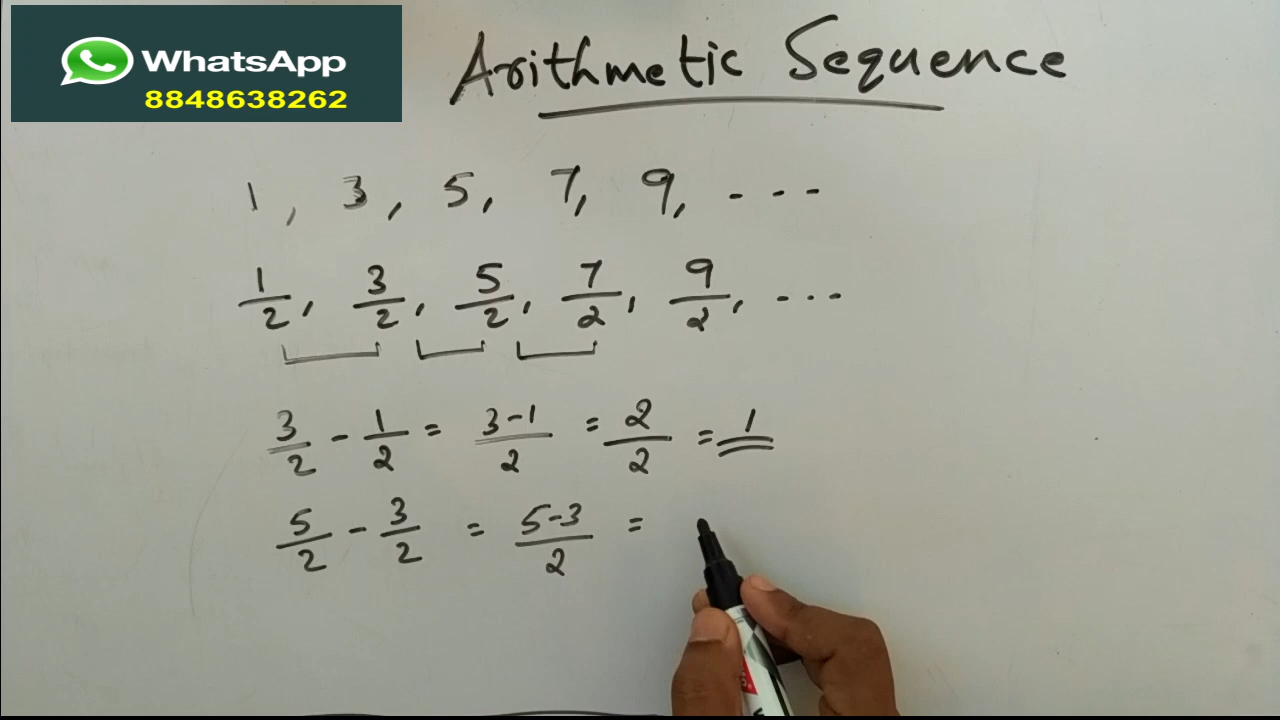 WhatsApp
8848638262
Arithmetic Sequence
1, 3, 5, 7, 9, ---
1/2, 3/2, 5/2, 7/2, 9/2, ...
3/2 - 1/2 = 3-1/2 = 2/2 = 1
5/2 - 3/2 = 5-3/2 =